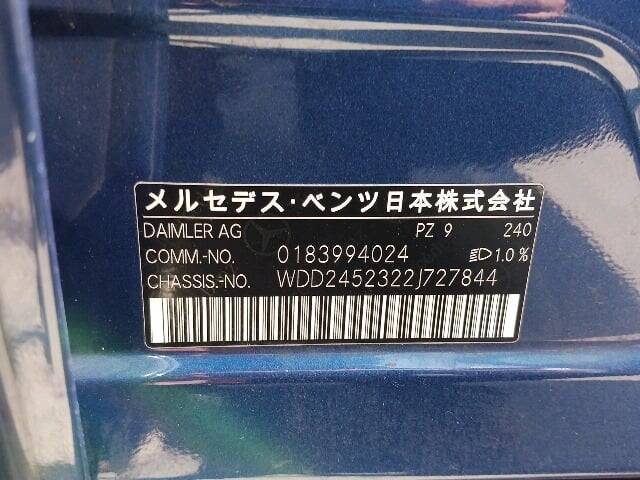 メルセデス・ベンツ日本株式会社
DAIMLER AG PZ 9 240
COMM.-NO. 0183994024 1.0%
CHASSIS.-NO. WDD2452322J727844